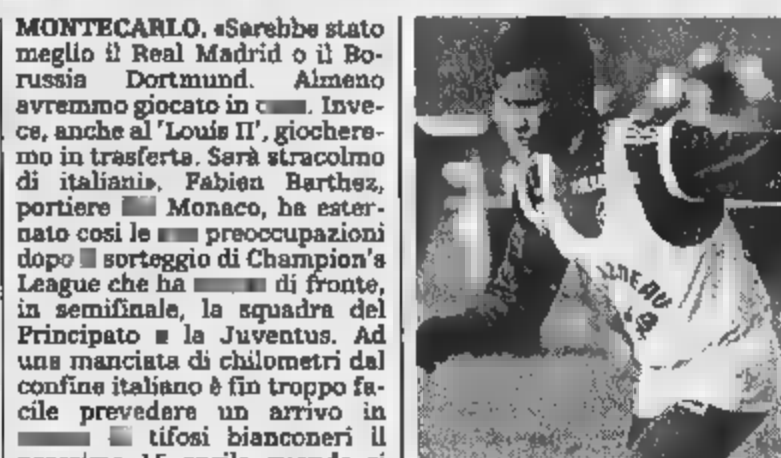 MONTECARLO. «Sarebbe stato
meglio il Real Madrid o il Bo-
russia Dortmund. Almeno
avremmo giocato in. Inve-
ce, anche al 'Louis II', giochere-
mo in trasferta. Sarà stracolmo
di italiani». Fabien Barthez,
portiere Monaco, ha ester-
nato così le preoccupazioni
dopo sorteggio di Champion's
League che ha di fronte,
in semifinale, la squadra del
Principato la Juventus. Ad
una manciata di chilometri dal
confine italiano è fin troppo fa-
cile prevedere un arrivo in
tifosi bianconeri il